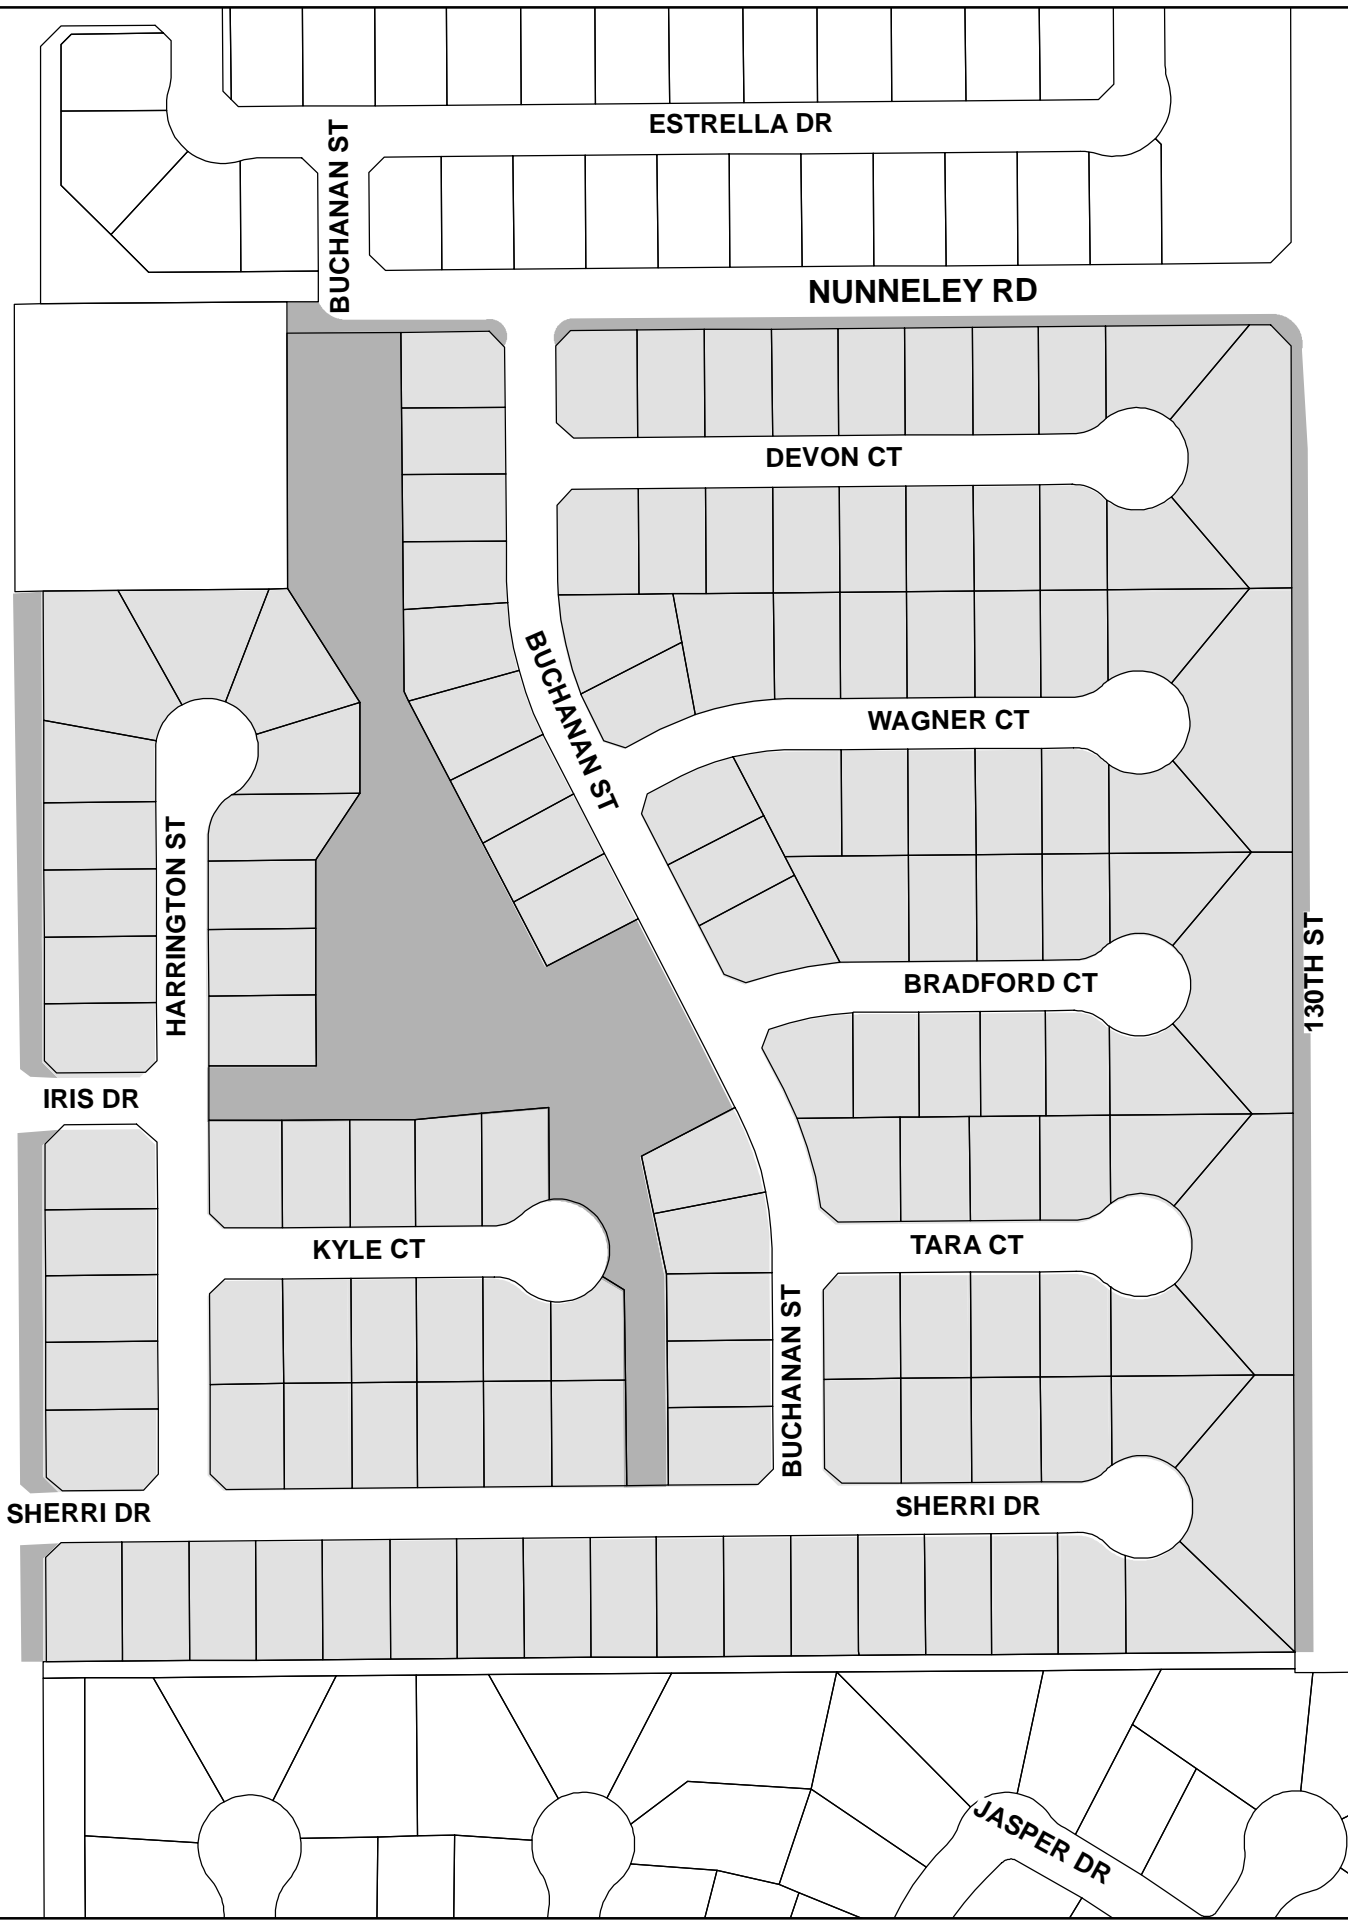 ESTRELLA DR
BUCHANAN ST
NUNNELEY RD
DEVON CT
BUCHANAN ST
WAGNER CT
HARRINGTON ST
BRADFORD CT
130TH ST
IRIS DR
KYLE CT
TARA CT
BUCHANAN ST
SHERRI DR
SHERRI DR
JASPER DR